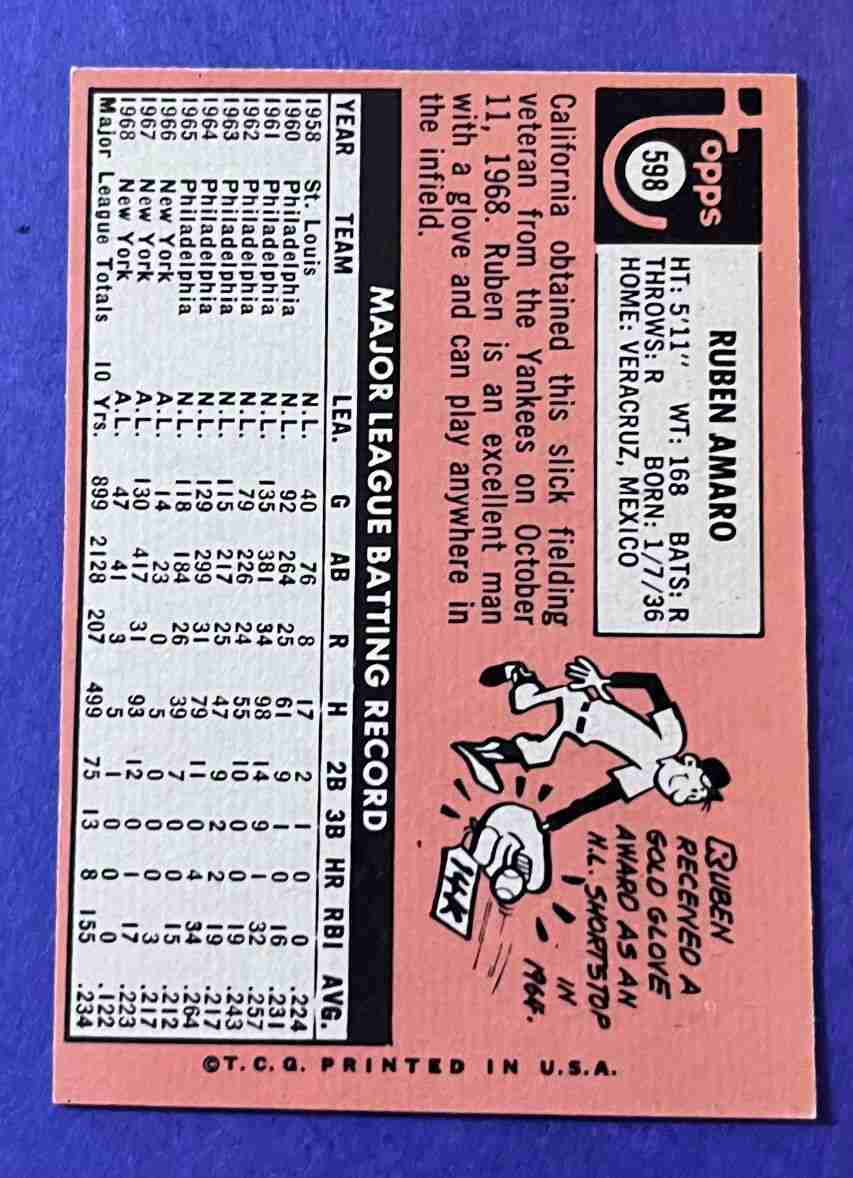 Topps
598
RUBEN AMARO
HT: 5'11" WT: 168 BATS: R
THROWS: R BORN: 1/7/36
HOME: VERACRUZ, MEXICO
California obtained this slick fielding
veteran from the Yankees on October
11, 1968. Ruben is an excellent man
with a glove and can play anywhere in
the infield.
RUBEN
RECEIVED A
GOLD GLOVE
AWARD AS AN
N.L. SHORTSTOP
IN
1964.
14K
MAJOR LEAGUE BATTING RECORD
YEAR TEAM LEA. G AB R H 2B 3B HR RBI AVG.
1958 St. Louis N.L. 40 76 8 17 2 1 0 0 .224
1960 Philadelphia N.L. 92 264 25 61 9 1 0 16 .231
1961 Philadelphia N.L. 135 381 34 98 14 9 1 32 .257
1962 Philadelphia N.L. 79 226 24 55 10 0 0 19 .243
1963 Philadelphia N.L. 115 217 25 47 9 2 2 19 .217
1964 Philadelphia N.L. 129 299 31 79 11 0 4 34 .264
1965 Philadelphia N.L. 118 184 26 39 7 0 0 15 .212
1966 New York A.L. 14 23 0 5 0 0 0 3 .217
1967 New York A.L. 130 417 31 93 12 0 1 17 .223
1968 New York A.L. 47 41 3 5 1 0 0 0 .122
Major League Totals 10 Yrs. 899 2128 207 499 75 13 8 155 .234
©T.C.G. PRINTED IN U.S.A.